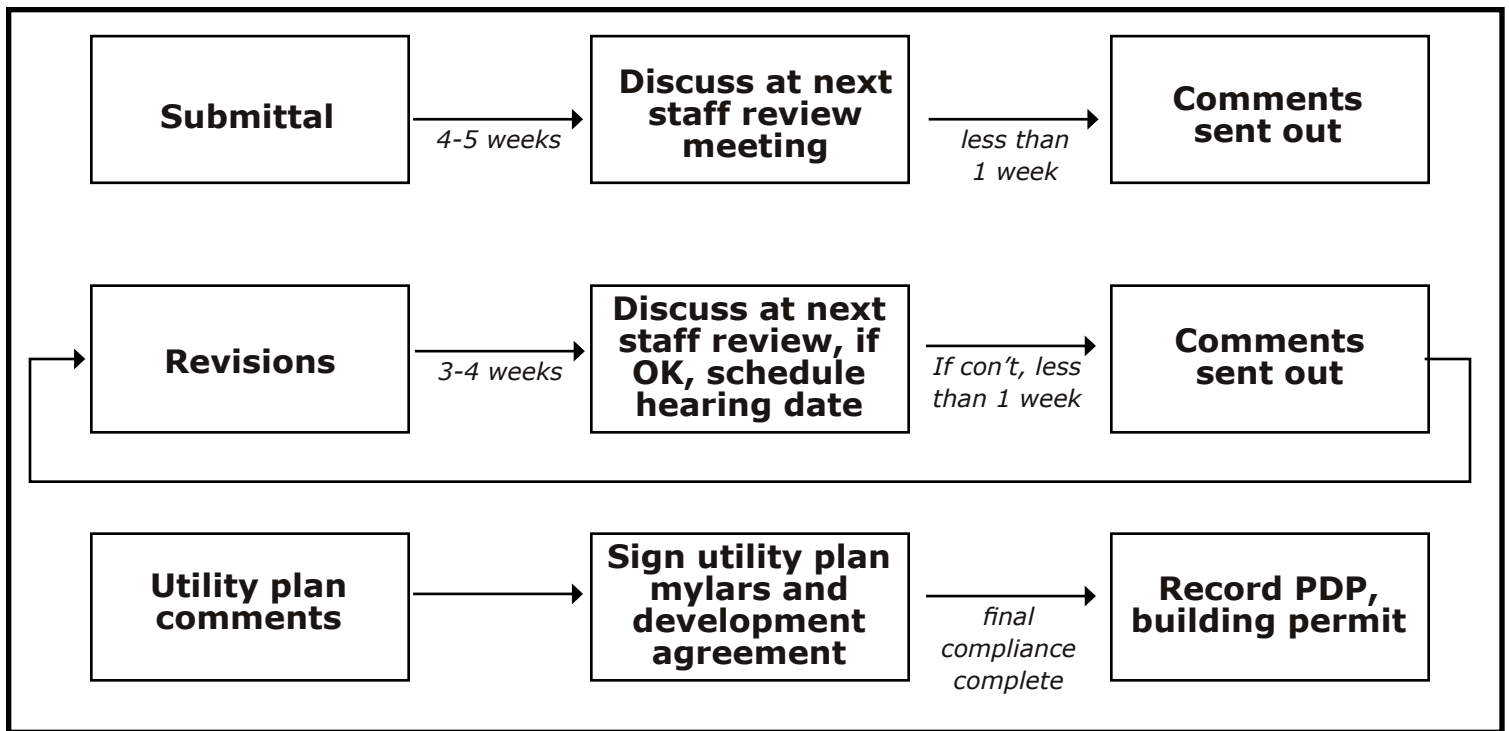 Submittal
4-5 weeks
Discuss at next
staff review
meeting
less than
1 week
Comments
sent out
Revisions
3-4 weeks
Discuss at next
staff review, if
OK, schedule
hearing date
If con’t, less
than 1 week
Comments
sent out
Utility plan
comments
Sign utility plan
mylars and
development
agreement
final
compliance
complete
Record PDP,
building permit